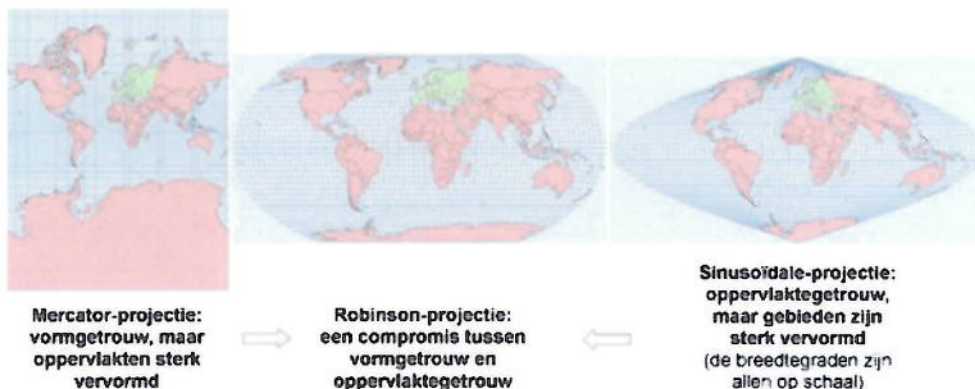 Mercator-projectie:
vormgetrouw, maar
oppervlakten sterk
vervormd
Robinson-projectie:
een compromis tussen
vormgetrouw en
oppervlaktegetrouw
Sinusoïdale-projectie:
oppervlaktegetrouw,
maar gebieden zijn
sterk vervormd
(de breedtegraden zijn
allen op schaal)